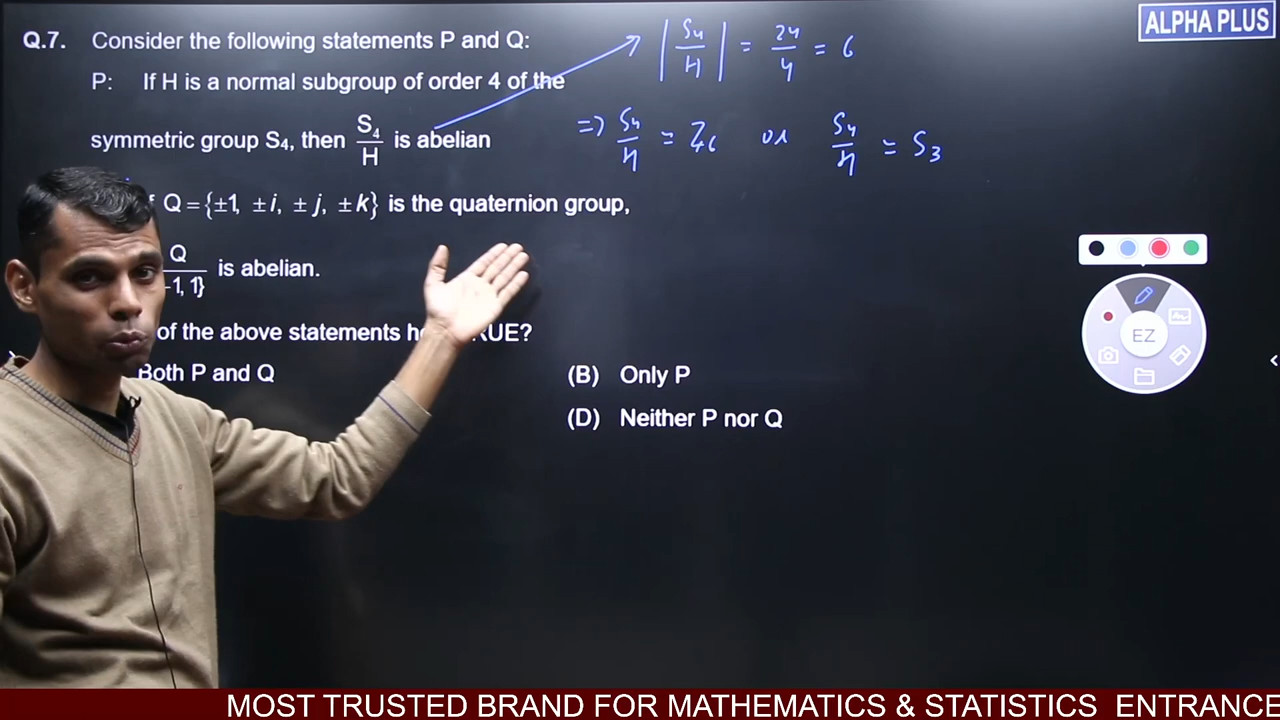 ALPHA PLUS
Q.7. Consider the following statements P and Q:
P: If H is a normal subgroup of order 4 of the
symmetric group S₄, then S₄/H is abelian
|S₄/H| = 24/4 = 6
=> S₄/H = Z₆ or S₄/H = S₃
Q = {±1, ±i, ±j, ±k} is the quaternion group,
Q/{-1, 1} is abelian.
of the above statements TRUE?
Both P and Q
(B) Only P
(D) Neither P nor Q
EZ
MOST TRUSTED BRAND FOR MATHEMATICS & STATISTICS ENTRANCE